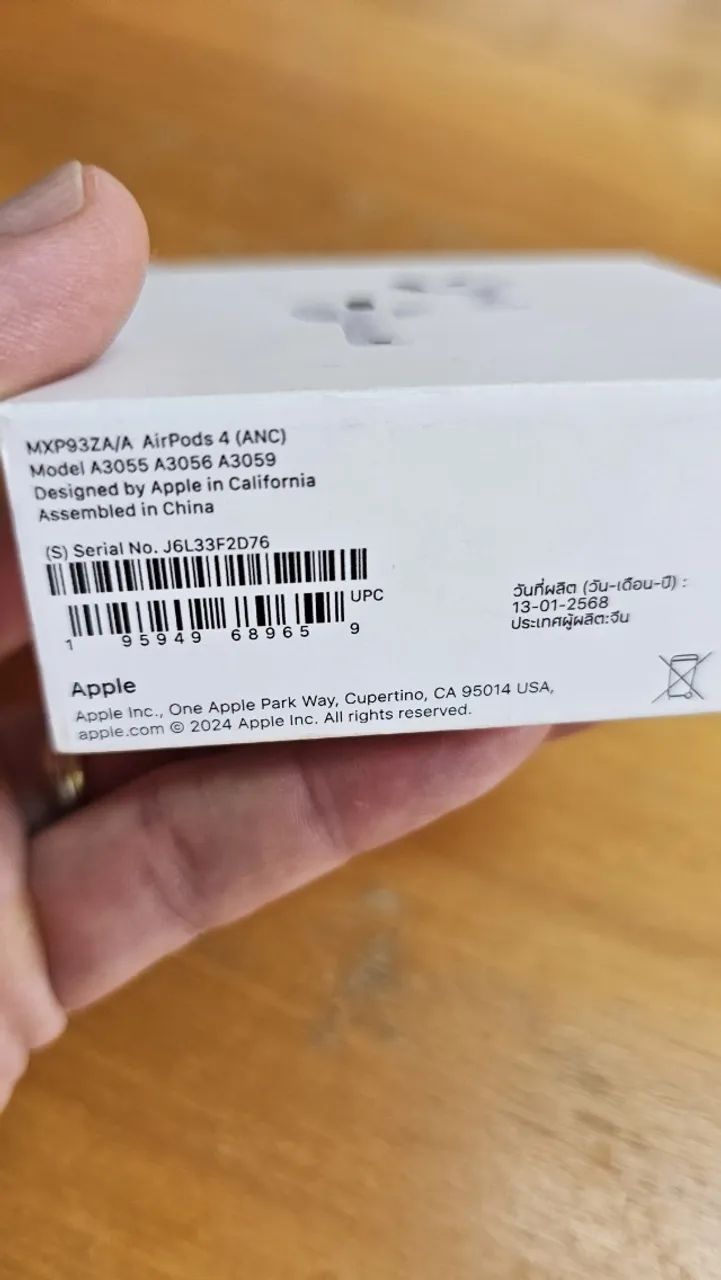 MXP93ZA/A AirPods 4 (ANC)
Model A3055 A3056 A3059
Designed by Apple in California
Assembled in China
(S) Serial No. J6L33F2D76
UPC
1 95949 68965 9
วันที่ผลิต (วัน-เดือน-ปี) :
13-01-2568
ประเทศผู้ผลิต:จีน
Apple
Apple Inc., One Apple Park Way, Cupertino, CA 95014 USA,
apple.com © 2024 Apple Inc. All rights reserved.